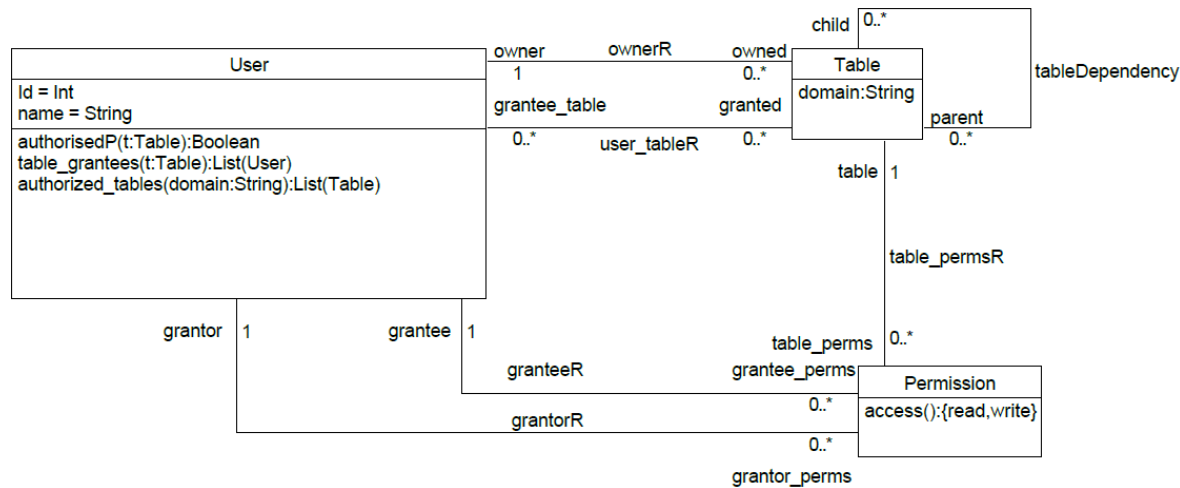 child 0..*
owner ownerR owned
User
1 0..*
Table
tableDependency
Id = Int
name = String
grantee_table granted
domain:String
parent
authorisedP(t:Table):Boolean
0..* user_tableR 0..*
0..*
table_grantees(t:Table):List(User)
authorized_tables(domain:String):List(Table)
table 1
table_permsR
grantor 1
grantee 1
table_perms 0..*
granteeR grantee_perms
Permission
0..*
access():{read,write}
grantorR
0..*
grantor_perms